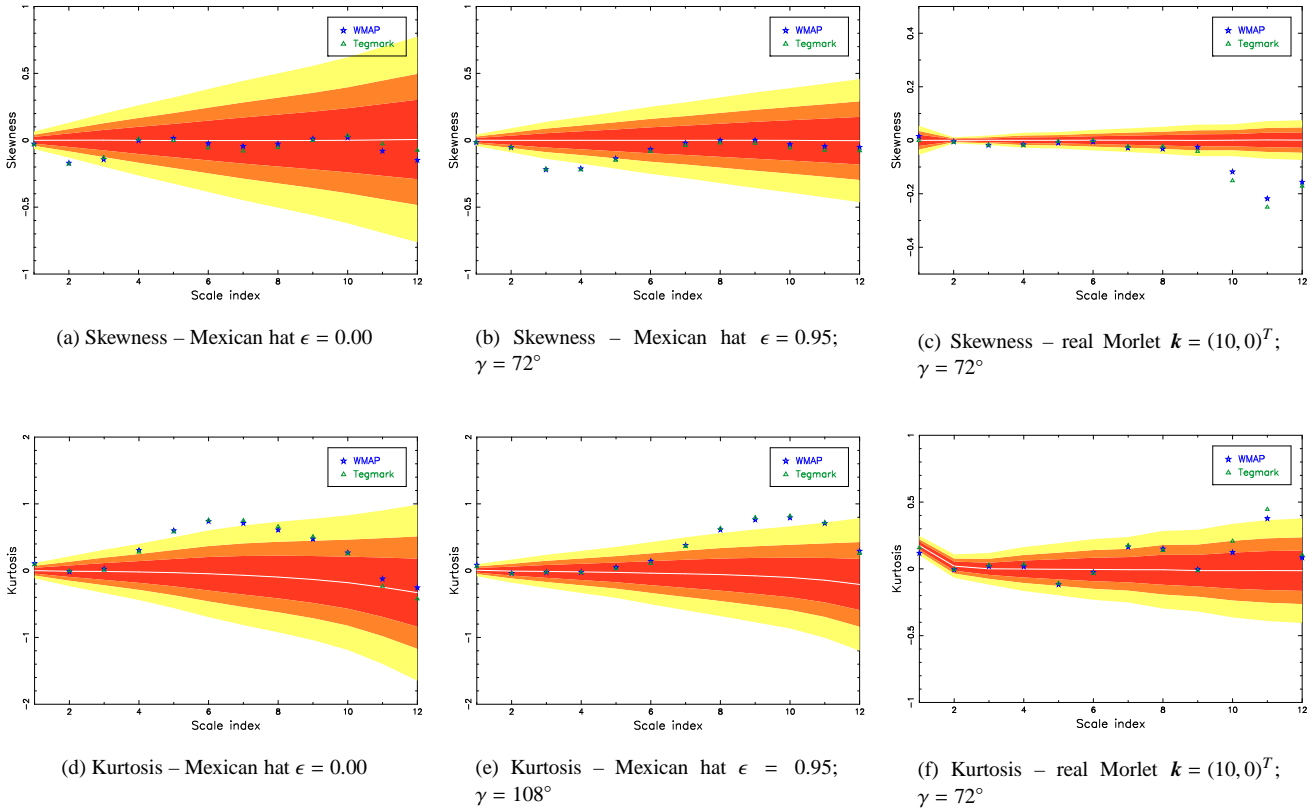 1
0.5
0
−0.5
−1
Skewness
WMAP
Tegmark
2 4 6 8 10 12
Scale index
(a) Skewness – Mexican hat ϵ = 0.00
1
0.5
0
−0.5
−1
Skewness
WMAP
Tegmark
2 4 6 8 10 12
Scale index
(b) Skewness – Mexican hat ϵ = 0.95;
γ = 72°
0.4
0.2
0
−0.2
−0.4
Skewness
WMAP
Tegmark
2 4 6 8 10 12
Scale index
(c) Skewness – real Morlet k = (10, 0)^T;
γ = 72°
2
1
0
−1
−2
Kurtosis
WMAP
Tegmark
2 4 6 8 10 12
Scale index
(d) Kurtosis – Mexican hat ϵ = 0.00
2
1
0
−1
−2
Kurtosis
WMAP
Tegmark
2 4 6 8 10 12
Scale index
(e) Kurtosis – Mexican hat ϵ = 0.95;
γ = 108°
1
0.5
0
−0.5
−1
Kurtosis
WMAP
Tegmark
2 4 6 8 10 12
Scale index
(f) Kurtosis – real Morlet k = (10, 0)^T;
γ = 72°